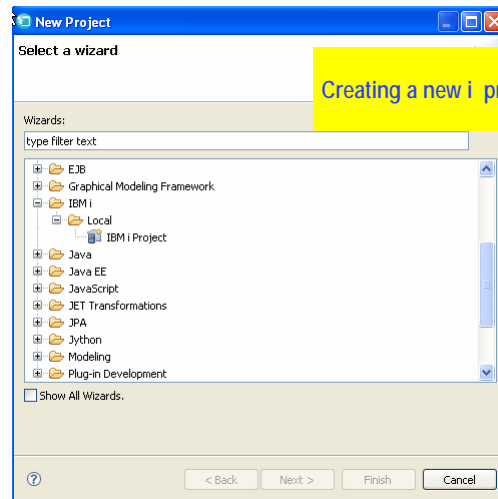 New Project
Select a wizard
Creating a new i
Wizards:
type filter text
EJB
Graphical Modeling Framework
IBM i
Local
IBM i Project
Java
Java EE
JavaScript
JET Transformations
JPA
Jython
Modeling
Plug-in Development
Show All Wizards.
?
< Back Next > Finish Cancel